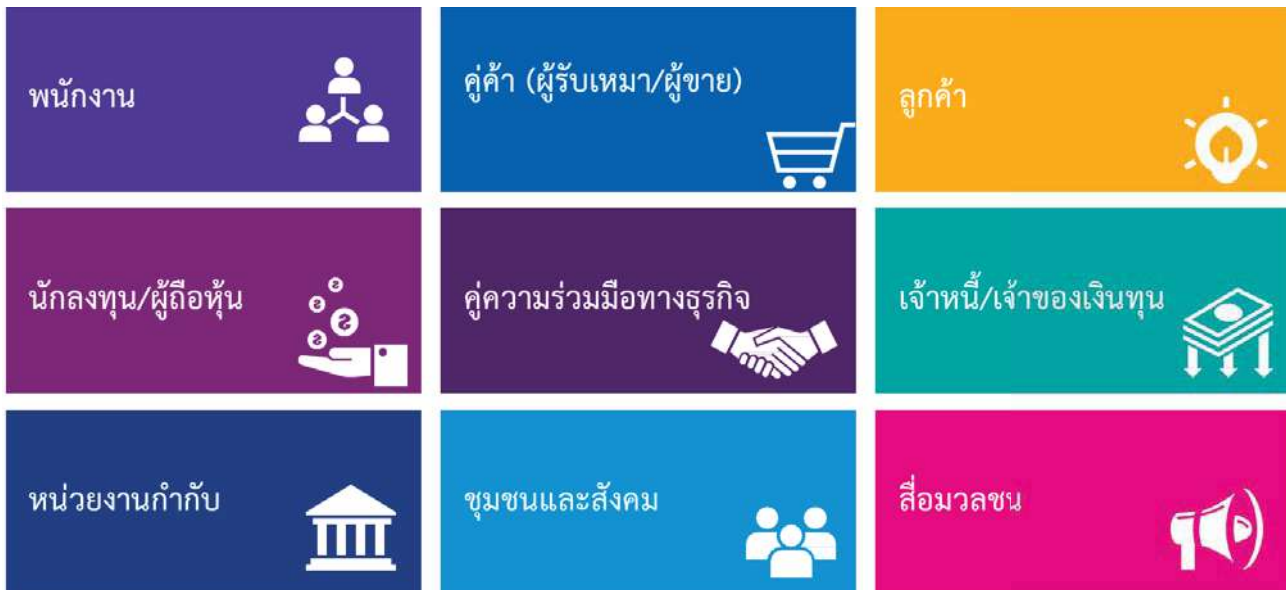 พนักงาน
คู่ค้า (ผู้รับเหมา/ผู้ขาย)
ลูกค้า
นักลงทุน/ผู้ถือหุ้น
คู่ความร่วมมือทางธุรกิจ
เจ้าหนี้/เจ้าของเงินทุน
หน่วยงานกำกับ
ชุมชนและสังคม
สื่อมวลชน